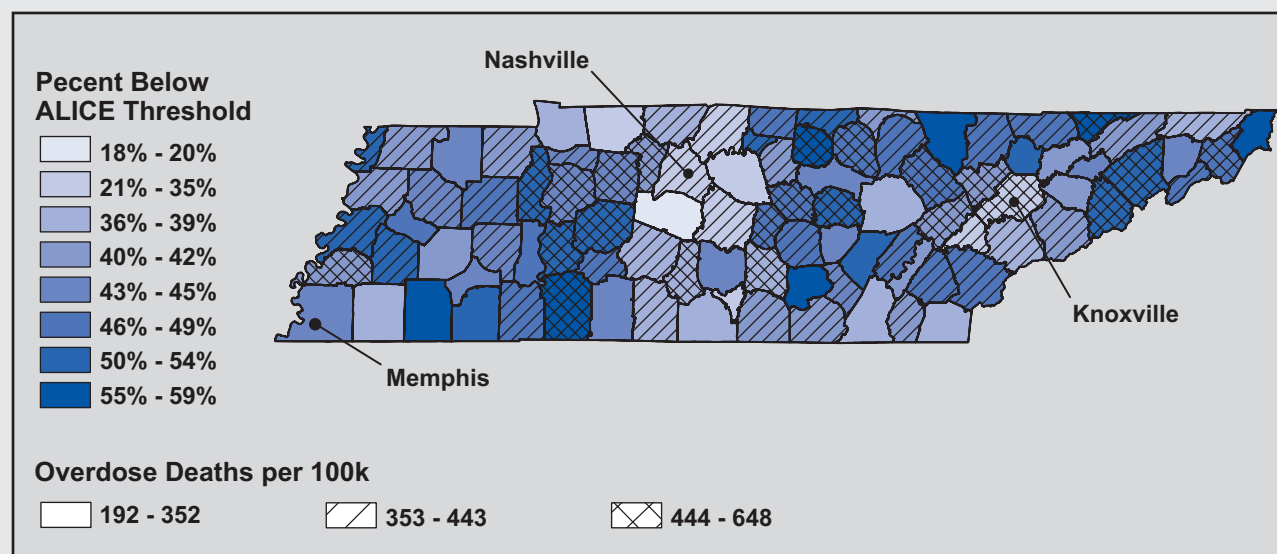 Nashville
Pecent Below
ALICE Threshold
18% - 20%
21% - 35%
36% - 39%
40% - 42%
43% - 45%
46% - 49%
50% - 54%
55% - 59%
Knoxville
Memphis
Overdose Deaths per 100k
192 - 352
353 - 443
444 - 648